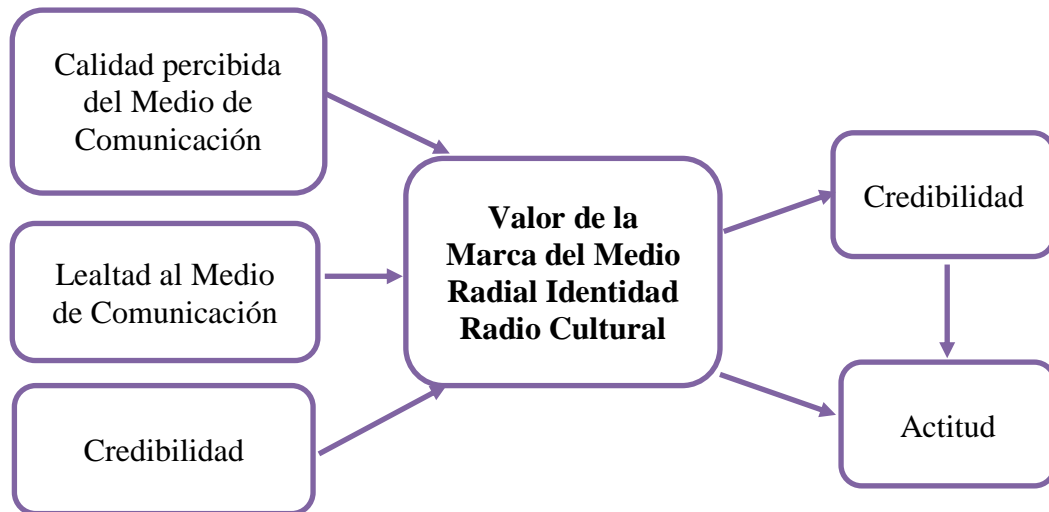 Calidad percibida
del Medio de
Comunicación
Lealtad al Medio
de Comunicación
Credibilidad
Valor de la
Marca del Medio
Radial Identidad
Radio Cultural
Credibilidad
Actitud